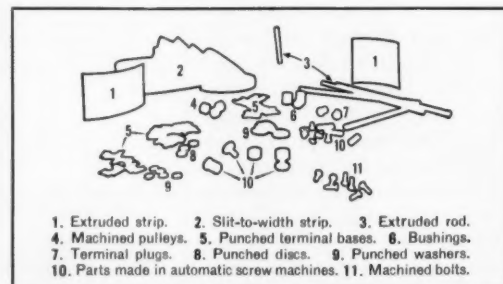 1 2 3 1
4 5 6 7
9 10
5 8
9 10 11
1. Extruded strip. 2. Slit-to-width strip. 3. Extruded rod.
4. Machined pulleys. 5. Punched terminal bases. 6. Bushings.
7. Terminal plugs. 8. Punched discs. 9. Punched washers.
10. Parts made in automatic screw machines. 11. Machined bolts.